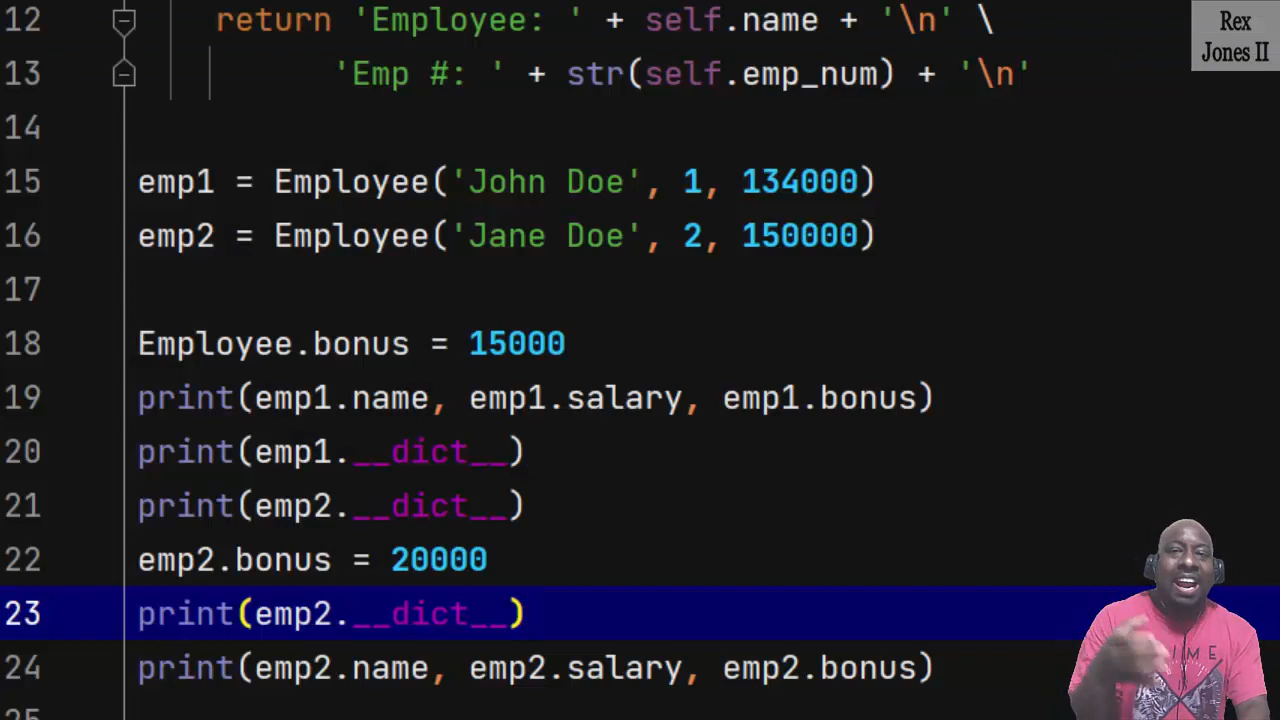 12 return 'Employee: ' + self.name + '\n' \
13 'Emp #: ' + str(self.emp_num) + '\n'
14
15 emp1 = Employee('John Doe', 1, 134000)
16 emp2 = Employee('Jane Doe', 2, 150000)
17
18 Employee.bonus = 15000
19 print(emp1.name, emp1.salary, emp1.bonus)
20 print(emp1.__dict__)
21 print(emp2.__dict__)
22 emp2.bonus = 20000
23 print(emp2.__dict__)
24 print(emp2.name, emp2.salary, emp2.bonus)
Rex
Jones II